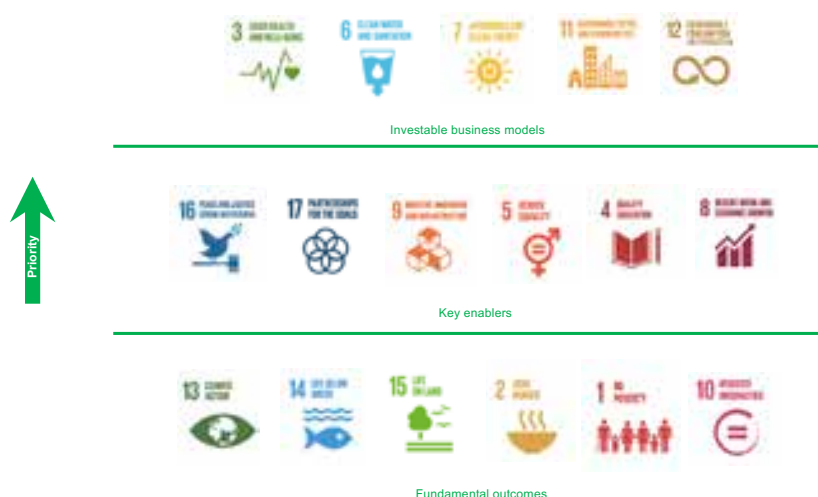 3 GOOD HEALTH
AND WELL-BEING
6 CLEAN WATER
AND SANITATION
7 AFFORDABLE AND
CLEAN ENERGY
11 SUSTAINABLE CITIES
AND COMMUNITIES
12 RESPONSIBLE
CONSUMPTION
AND PRODUCTION
Investable business models
Priority
16 PEACE AND JUSTICE
STRONG INSTITUTIONS
17 PARTNERSHIPS
FOR THE GOALS
9 INDUSTRY, INNOVATION
AND INFRASTRUCTURE
5 GENDER
EQUALITY
4 QUALITY
EDUCATION
8 DECENT WORK AND
ECONOMIC GROWTH
Key enablers
13 CLIMATE
ACTION
14 LIFE BELOW
WATER
15 LIFE
ON LAND
2 ZERO
HUNGER
1 NO
POVERTY
10 REDUCED
INEQUALITIES
Fundamental outcomes